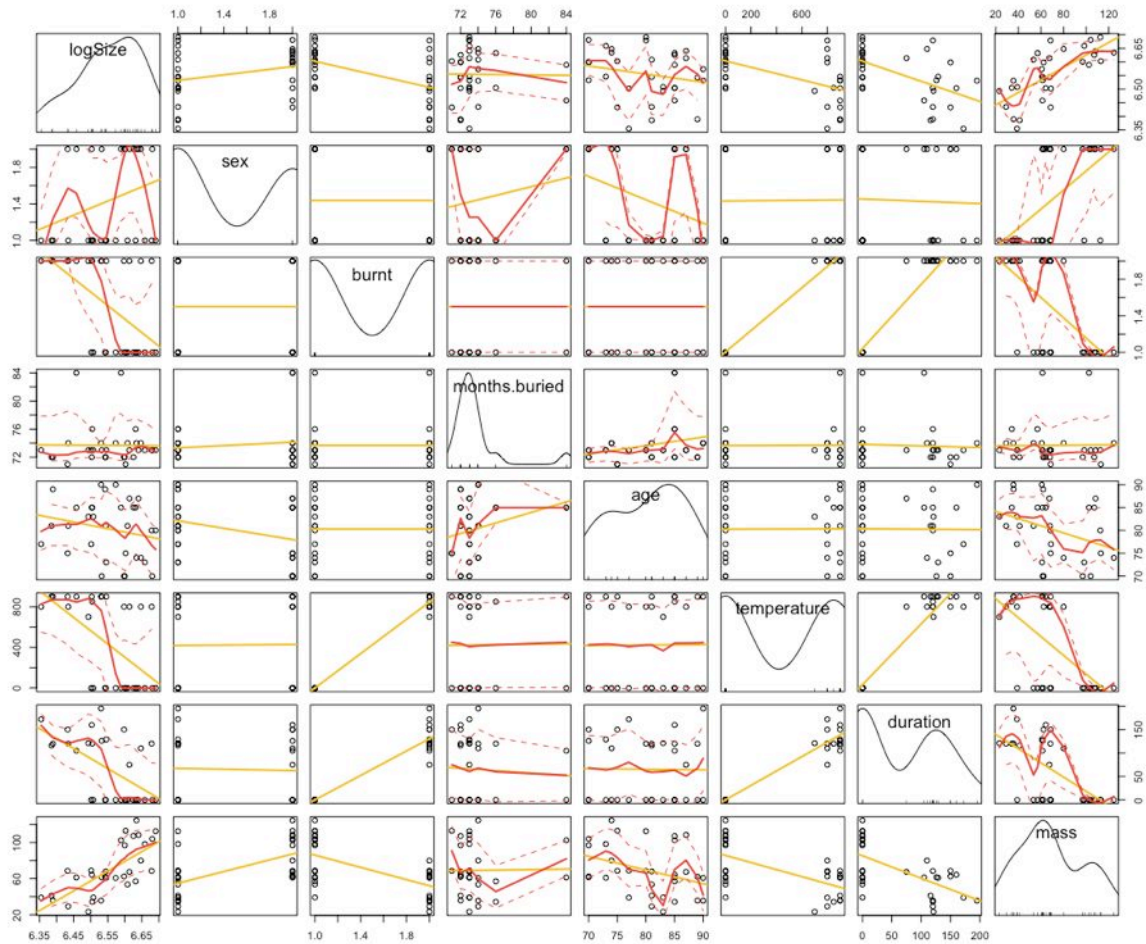 1.0 1.4 1.8 72 76 80 84 0 400 800 20 40 60 80 120
logSize
6.35 6.50 6.65
1.0 1.4 1.8
sex
burnt
1.0 1.4 1.8
72 76 80 84
months.buried
age
70 75 80 85 90
0 400 800
temperature
duration
0 50 150
20 60 100
mass
6.35 6.45 6.55 6.65 1.0 1.4 1.8 70 75 80 85 90 0 50 100 150 200